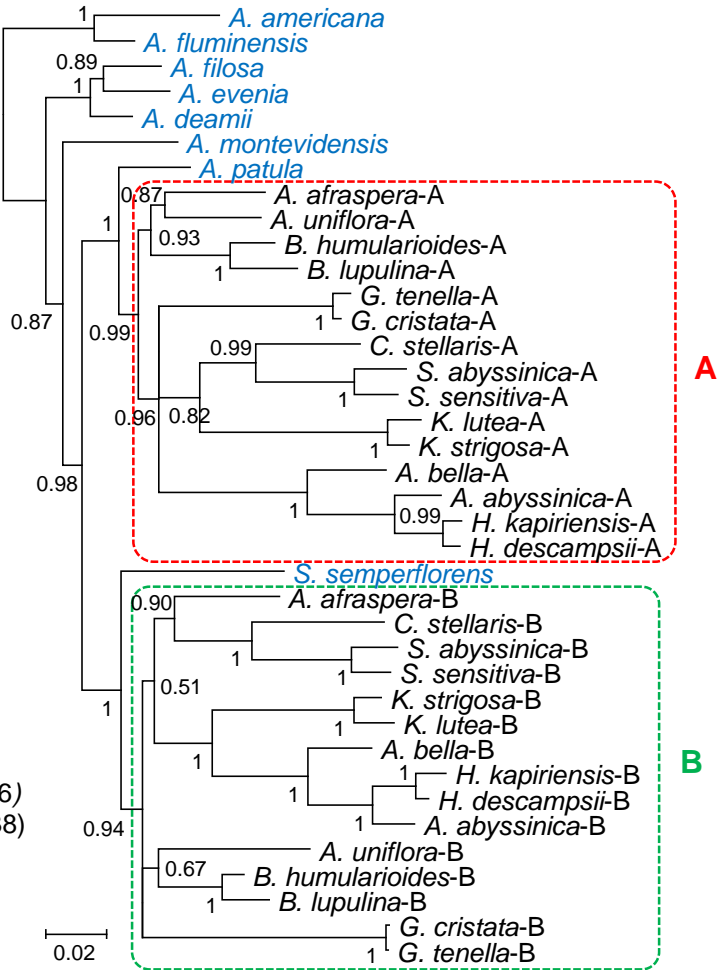 1
A. americana
A. fluminensis
0.89
A. filosa
1
A. evenia
A. deamii
A. montevidensis
A. patula
0.87
A. afraspera-A
1
A. uniflora-A
0.93
B. humularioides-A
1
B. lupulina-A
G. tenella-A
0.87
0.99
1
G. cristata-A
0.99
C. stellaris-A
A
S. abyssinica-A
1
S. sensitiva-A
0.96
0.82
K. lutea-A
1
K. strigosa-A
A. bella-A
0.98
A. abyssinica-A
1
0.99
H. kapiriensis-A
H. descampsii-A
S. semperflorens
0.90
A. afraspera-B
C. stellaris-B
S. abyssinica-B
1
S. sensitiva-B
0.51
1
K. strigosa-B
1
K. lutea-B
A. bella-B
B
1
H. kapiriensis-B
1
H. descampsii-B
6)
1
A. abyssinica-B
38)
0.94
A. uniflora-B
0.67
B. humularioides-B
1
B. lupulina-B
G. cristata-B
0.02
1
G. tenella-B